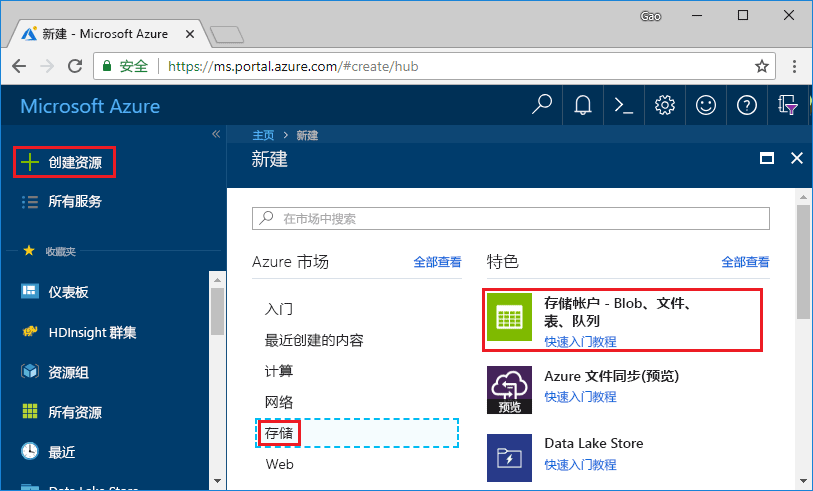 Gao
新建 - Microsoft Azure
安全
https://ms.portal.azure.com/#create/hub
Microsoft Azure
创建资源
所有服务
收藏夹
仪表板
HDInsight 群集
资源组
所有资源
最近
Data Lake Store
主页 > 新建
新建
在市场中搜索
Azure 市场
全部查看
入门
最近创建的内容
计算
网络
存储
Web
特色
全部查看
存储帐户 - Blob、文件、
表、队列
快速入门教程
预览
Azure 文件同步(预览)
快速入门教程
Data Lake Store
快速入门教程